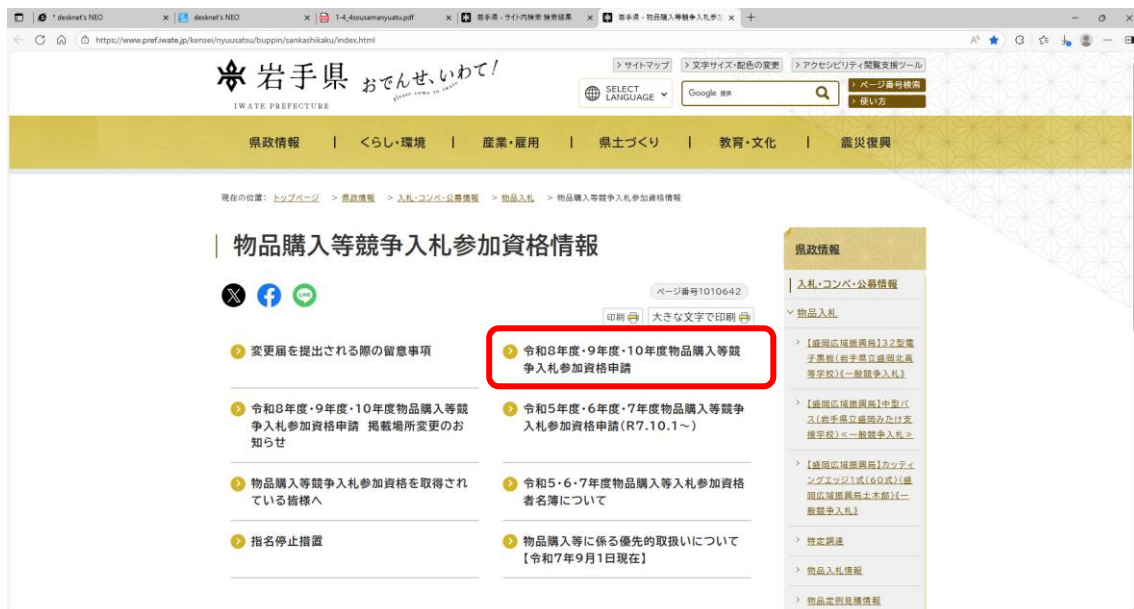 * desknet's NEO
desknet's NEO
1-4_4sousamanyuatu.pdf
岩手県 - サイト内検索 検索結果
岩手県 - 物品購入等競争入札参
https://www.pref.iwate.jp/kensei/nyuusatsu/buppin/sankashikaku/index.html
岩手県
IWATE PREFECTURE
おでんせ、いわて!
please come to Iwate
サイトマップ
文字サイズ・配色の変更
アクセシビリティ閲覧支援ツール
SELECT LANGUAGE
Google 提供
ページ番号検索
使い方
県政情報 | くらし・環境 | 産業・雇用 | 県土づくり | 教育・文化 | 震災復興
現在の位置: トップページ > 県政情報 > 入札・コンペ・公募情報 > 物品入札 > 物品購入等競争入札参加資格情報
物品購入等競争入札参加資格情報
LINE
ページ番号1010642
印刷
大きな文字で印刷
変更届を提出される際の留意事項
令和8年度・9年度・10年度物品購入等競
争入札参加資格申請
令和8年度・9年度・10年度物品購入等競
争入札参加資格申請 掲載場所変更のお
知らせ
令和5年度・6年度・7年度物品購入等競争
入札参加資格申請(R7.10.1~)
物品購入等競争入札参加資格を取得され
ている皆様へ
令和5・6・7年度物品購入等入札参加資格
者名簿について
指名停止措置
物品購入等に係る優先的取扱いについて
【令和7年9月1日現在】
県政情報
入札・コンペ・公募情報
物品入札
【盛岡広域振興局】32型電
子黒板(岩手県立盛岡北高
等学校)《一般競争入札》
【盛岡広域振興局】中型バ
ス(岩手県立盛岡みたけ支
援学校)≪一般競争入札≫
【盛岡広域振興局】カッティ
ングエッジ1式(60式)(盛
岡広域振興局土木部)《一
般競争入札》
特定調達
物品入札情報
物品定例見積情報